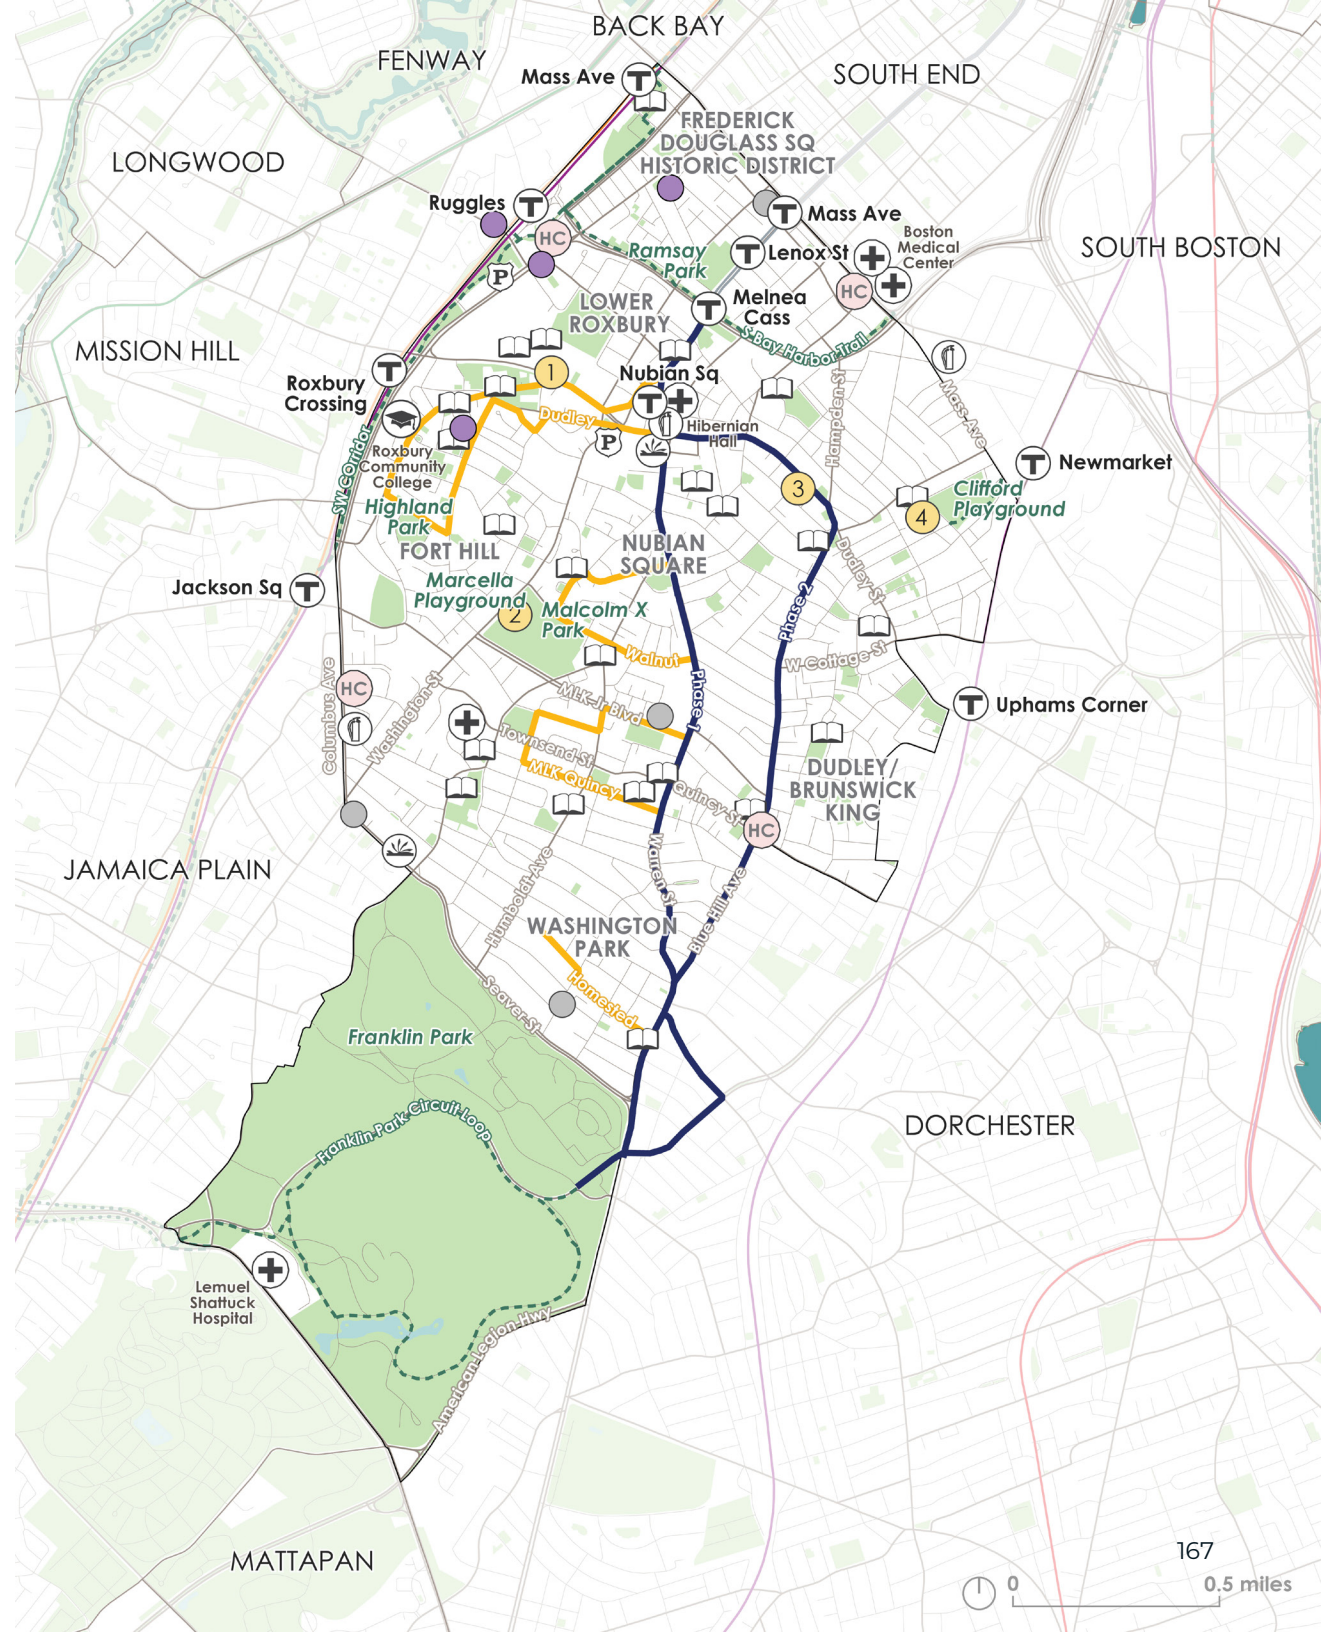 BACK BAY
FENWAY
Mass Ave
T
SOUTH END
FREDERICK
DOUGLASS SQ
HISTORIC DISTRICT
LONGWOOD
Ruggles
T
T
Mass Ave
HC
Boston
Medical
Center
SOUTH BOSTON
Ramsay
Park
T
Lenox St
P
HC
LOWER
ROXBURY
T
Melnea
Cass
S Bay Harbor Trail
MISSION HILL
Roxbury
Crossing
T
1
Nubian Sq
T
Hampden St
Mass Ave
Dudley
Hibernian
Hall
P
SW Corridor
Roxbury
Community
College
T
Newmarket
3
Clifford
Playground
4
Highland
Park
FORT HILL
NUBIAN
SQUARE
Dudley St
Jackson Sq
T
Marcella
Playground
2
Malcolm X
Park
Phase 2
Walnut
W Cottage St
Columbus Ave
HC
Washington St
MLK Jr Blvd
Phase 1
T
Uphams Corner
Townsend St
MLK Quincy
Quincy St
DUDLEY/
BRUNSWICK
KING
HC
JAMAICA PLAIN
Humboldt Ave
Warren St
Blue Hill Ave
WASHINGTON
PARK
Homested
Seaver St
Franklin Park
Franklin Park Circuit Loop
DORCHESTER
Lemuel
Shattuck
Hospital
American Legion Hwy
MATTAPAN
167
0
0.5 miles